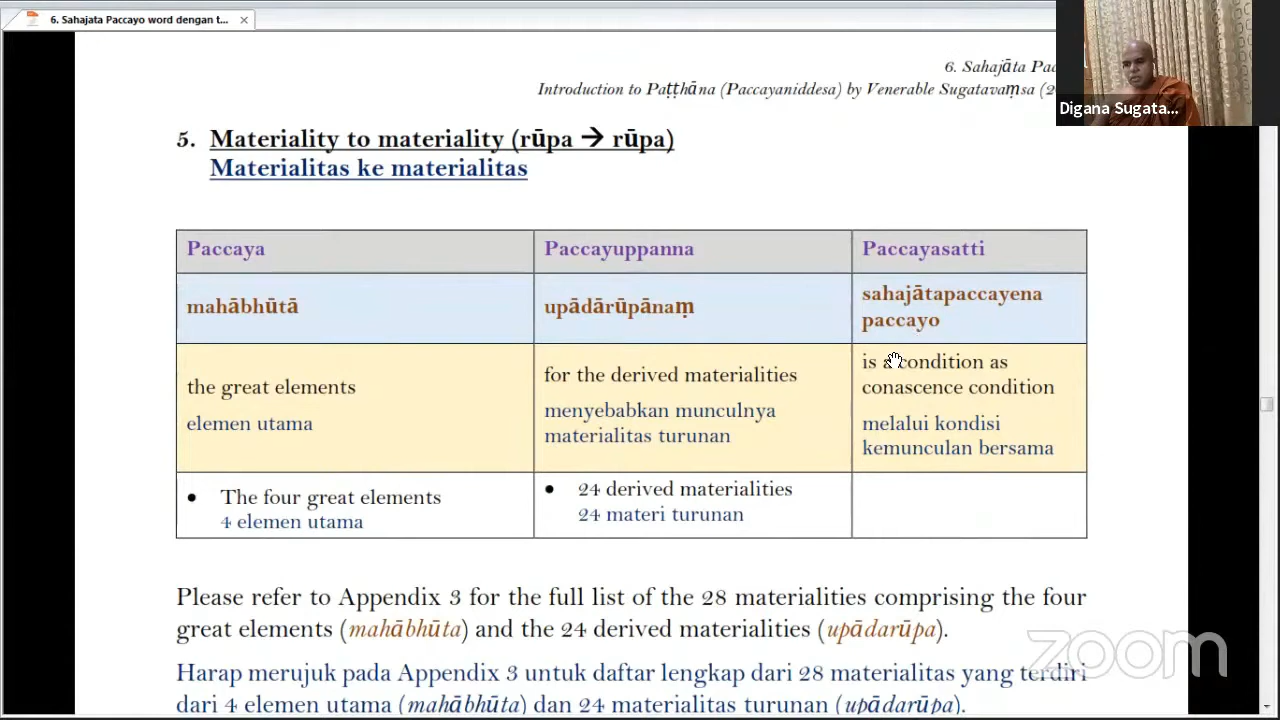 6. Sahajata Paccayo word dengan t...
6. Sahajāta Pac
Introduction to Paṭṭhāna (Paccayaniddesa) by Venerable Sugatavaṃsa (2
Digana Sugata...
5. Materiality to materiality (rūpa → rūpa)
Materialitas ke materialitas
Paccaya
Paccayuppanna
Paccayasatti
mahābhūtā
upādārūpānaṃ
sahajātapaccayena
paccayo
the great elements
elemen utama
for the derived materialities
menyebabkan munculnya
materialitas turunan
is a condition as
conascence condition
melalui kondisi
kemunculan bersama
• The four great elements
4 elemen utama
• 24 derived materialities
24 materi turunan
Please refer to Appendix 3 for the full list of the 28 materialities comprising the four
great elements (mahābhūta) and the 24 derived materialities (upādarūpa).
zoom
Harap merujuk pada Appendix 3 untuk daftar lengkap dari 28 materialitas yang terdiri
dari 4 elemen utama (mahābhūta) dan 24 materialitas turunan (upādarūpa).